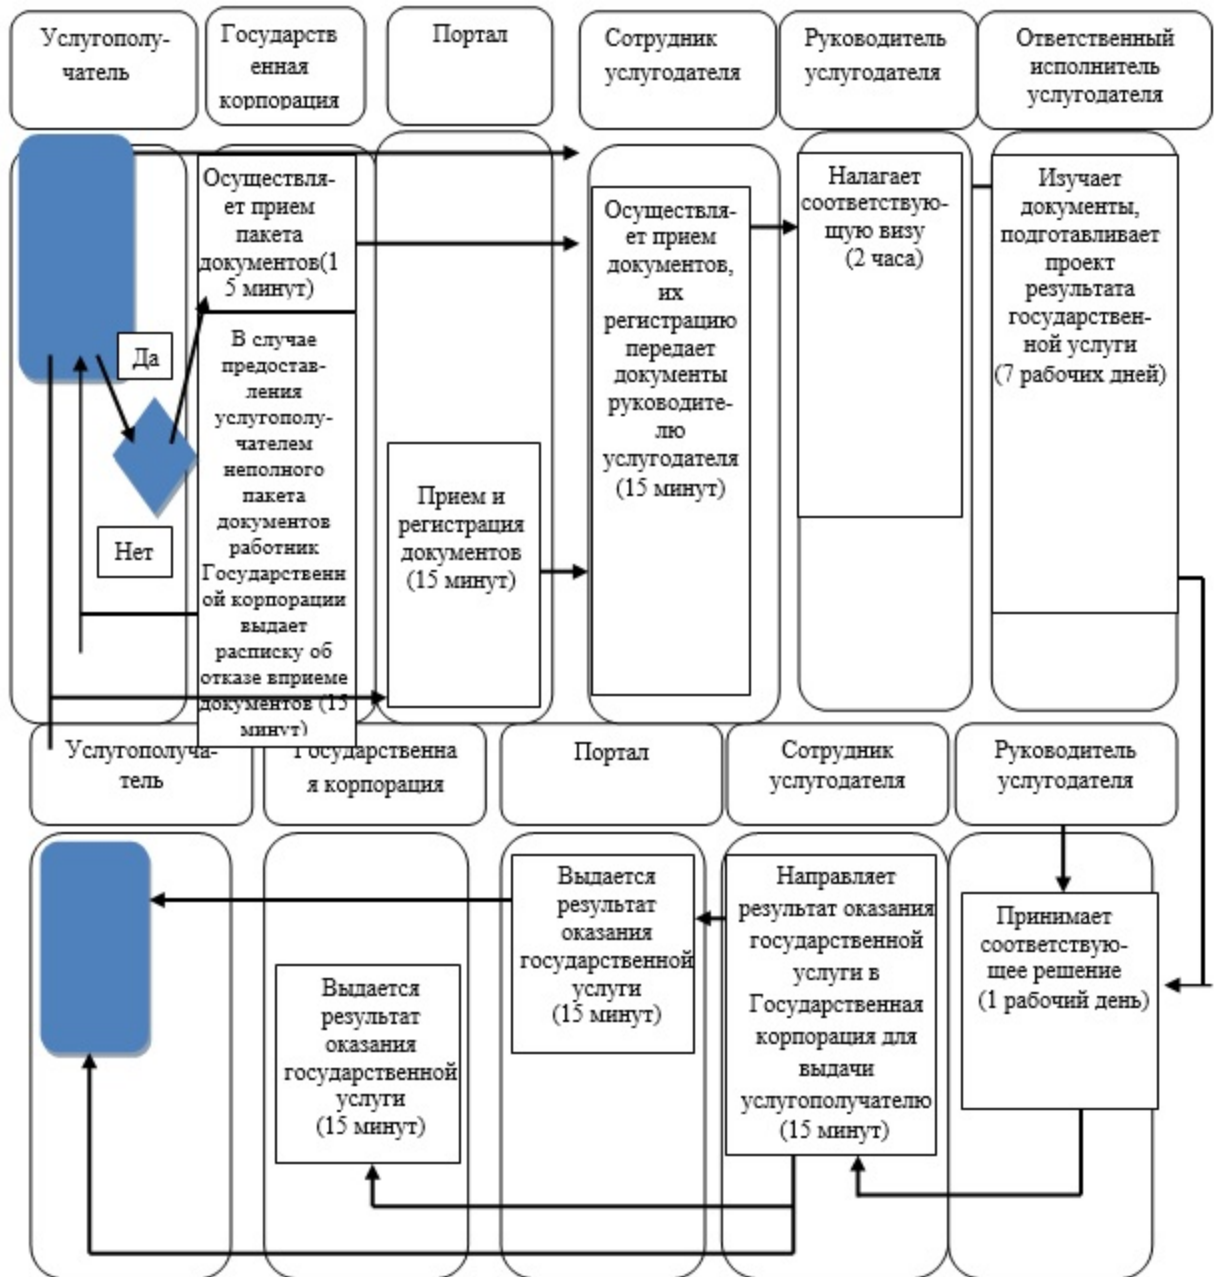 Услугополу-
чатель
Государств
енная
корпорация
Портал
Сотрудник
услугодателя
Руководитель
услугодателя
Ответственный
исполнитель
услугодателя
Осуществля-
ет прием
пакета
документов(1
5 минут)
Да
Нет
В случае
предостав-
ления
услугополу-
чателем
неполного
пакета
документов
работник
Государственн
ой корпорации
выдает
расписку об
отказе вприеме
документов (15
минут)
Прием и
регистрация
документов
(15 минут)
Осуществля-
ет прием
документов,
их
регистрацию
передает
документы
руководите-
лю
услугодателя
(15 минут)
Налагает
соответствую-
щую визу
(2 часа)
Изучает
документы,
подготавливает
проект
результата
государствен-
ной услуги
(7 рабочих дней)
Услугополуча-
тель
Государственна
я корпорация
Портал
Сотрудник
услугодателя
Руководитель
услугодателя
Выдается
результат
оказания
государственной
услуги
(15 минут)
Выдается
результат
оказания
государственной
услуги
(15 минут)
Направляет
результат оказания
государственной
услуги в
Государственная
корпорация для
выдачи
услугополучателю
(15 минут)
Принимает
соответствую-
щее решение
(1 рабочий день)